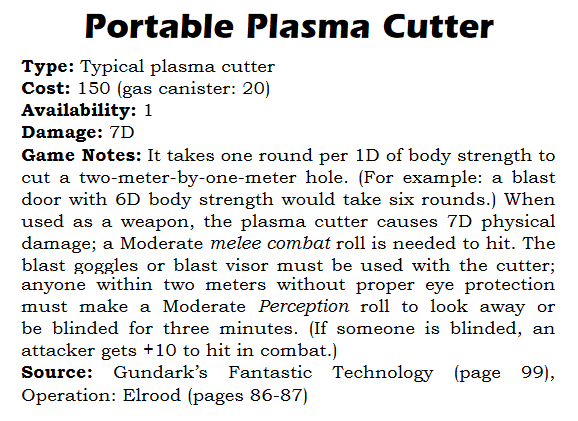 Portable Plasma Cutter
Type: Typical plasma cutter
Cost: 150 (gas canister: 20)
Availability: 1
Damage: 7D
Game Notes: It takes one round per 1D of body strength to
cut a two-meter-by-one-meter hole. (For example: a blast
door with 6D body strength would take six rounds.) When
used as a weapon, the plasma cutter causes 7D physical
damage; a Moderate melee combat roll is needed to hit. The
blast goggles or blast visor must be used with the cutter;
anyone within two meters without proper eye protection
must make a Moderate Perception roll to look away or
be blinded for three minutes. (If someone is blinded, an
attacker gets +10 to hit in combat.)
Source: Gundark's Fantastic Technology (page 99),
Operation: Elrood (pages 86-87)